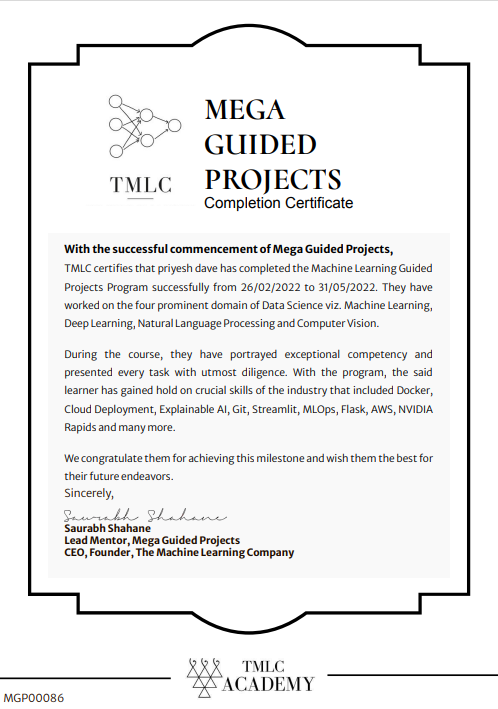 MEGA
GUIDED
PROJECTS
TMLC
Completion Certificate
With the successful commencement of Mega Guided Projects,
TMLC certifies that priyesh dave has completed the Machine Learning Guided
Projects Program successfully from 26/02/2022 to 31/05/2022. They have
worked on the four prominent domain of Data Science viz. Machine Learning,
Deep Learning, Natural Language Processing and Computer Vision.
During the course, they have portrayed exceptional competency and
presented every task with utmost diligence. With the program, the said
learner has gained hold on crucial skills of the industry that included Docker,
Cloud Deployment, Explainable AI, Git, Streamlit, MLOps, Flask, AWS, NVIDIA
Rapids and many more.
We congratulate them for achieving this milestone and wish them the best for
their future endeavors.
Sincerely,
Saurabh Shahane
Saurabh Shahane
Lead Mentor, Mega Guided Projects
CEO, Founder, The Machine Learning Company
TMLC
ACADEMY
MGP00086